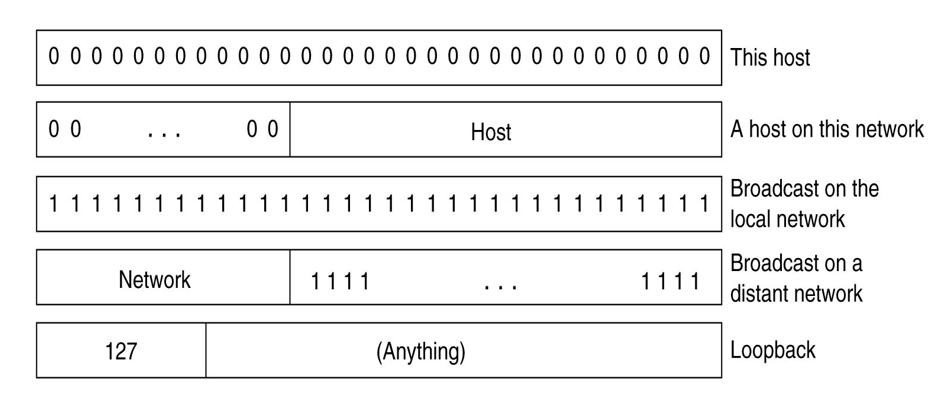 0 0 0 0 0 0 0 0 0 0 0 0 0 0 0 0 0 0 0 0 0 0 0 0 0 0 0 0 0 0 0 0 This host
0 0 ... 0 0 Host A host on this network
1 1 1 1 1 1 1 1 1 1 1 1 1 1 1 1 1 1 1 1 1 1 1 1 1 1 1 1 1 1 1 1 Broadcast on the
local network
Network 1 1 1 1 ... 1 1 1 1 Broadcast on a
distant network
127 (Anything) Loopback